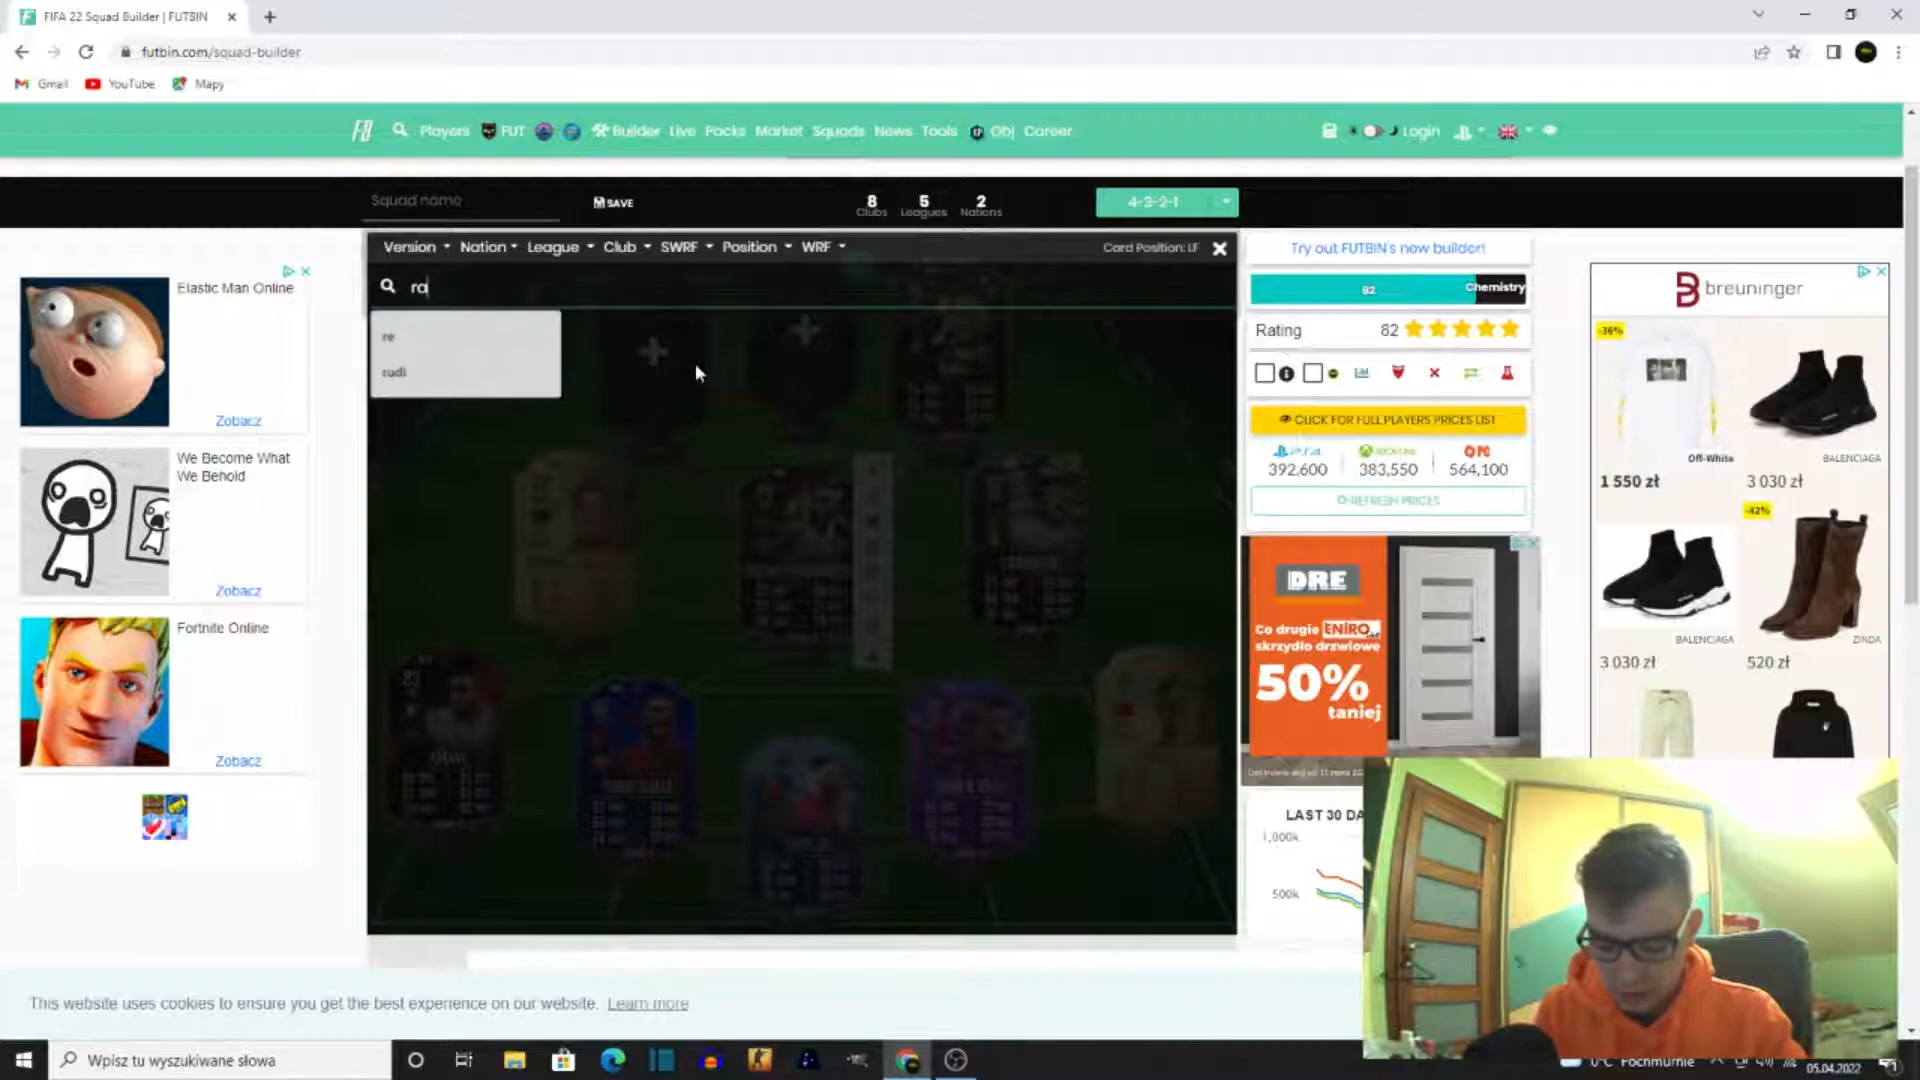 FIFA 22 Squad Builder | FUTBIN
futbin.com/squad-builder
Gmail YouTube Mapy
Players FUT Builder Live Packs Market Squads News Tools Obj Career
Login
Squad name
SAVE
8 Clubs
5 Leagues
2 Nations
4-3-2-1
Version Nation League Club SWRF Position WRF
Card Position: LF
ra
re
rudi
Try out FUTBIN's new builder!
82
Chemistry
Rating 82
CLICK FOR FULL PLAYERS PRICES LIST
PS4
392,600 383,550 564,100
REFRESH PRICES
DRE
Co drugie ENIRO
skrzydło drzwiowe
50%
taniej
LAST 30 DA
1,000k
500k
Elastic Man Online
Zobacz
We Become What
We Behold
Zobacz
Fortnite Online
Zobacz
breuninger
-36%
Off-White
BALENCIAGA
1 550 zł
3 030 zł
-42%
BALENCIAGA
ZINDA
3 030 zł
520 zł
This website uses cookies to ensure you get the best experience on our website. Learn more
Wpisz tu wyszukiwane słowa
0°C Pochmurnie
05.04.2022